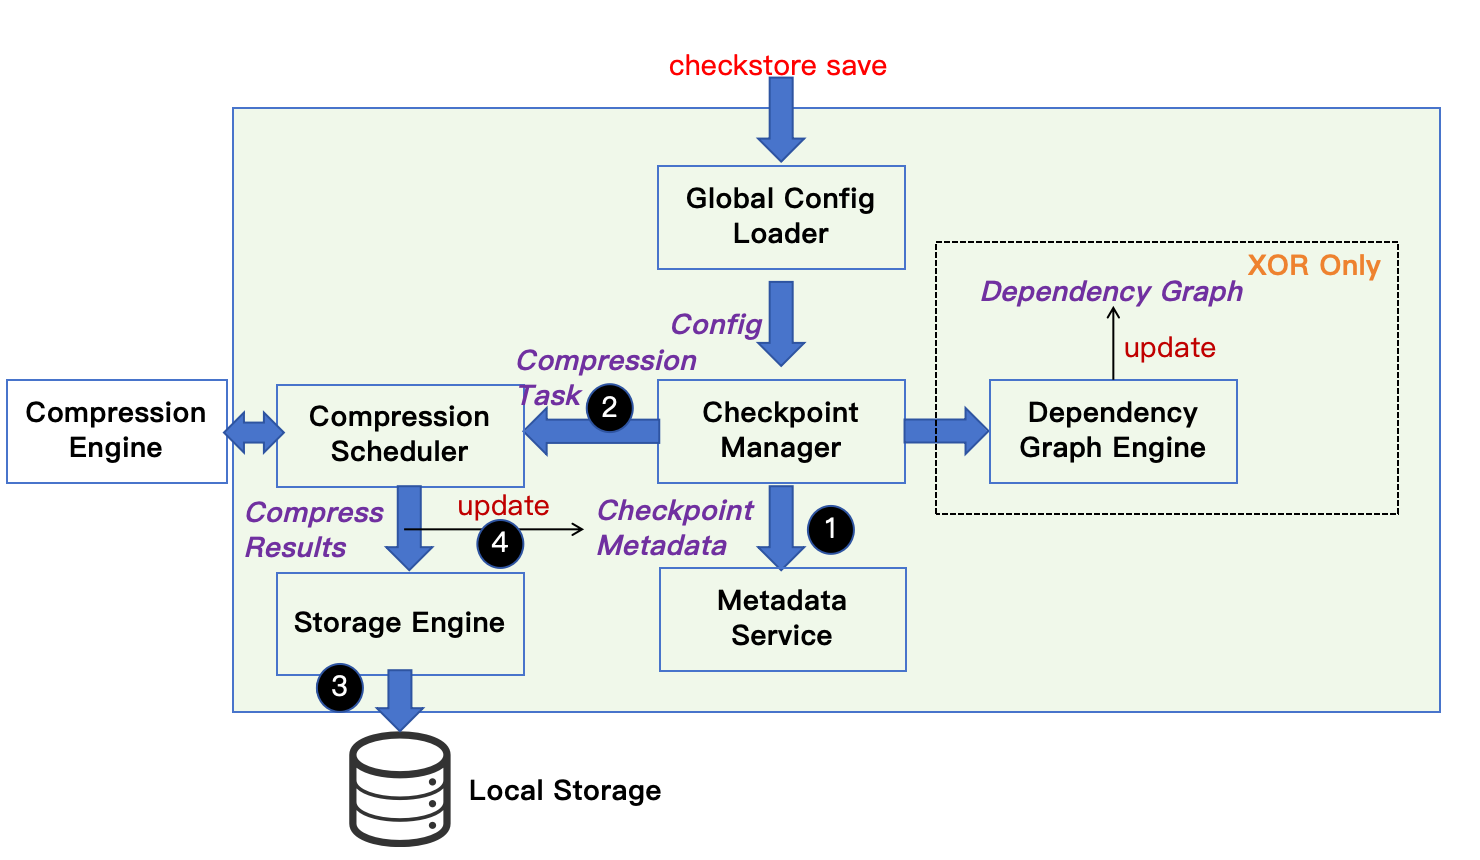 checkstore save
Global Config
Loader
XOR Only
Dependency Graph
Config
update
Compression
Task
2
Compression
Engine
Compression
Scheduler
Checkpoint
Manager
Dependency
Graph Engine
Compress
Results
update
4
Checkpoint
Metadata
1
Storage Engine
Metadata
Service
3
Local Storage